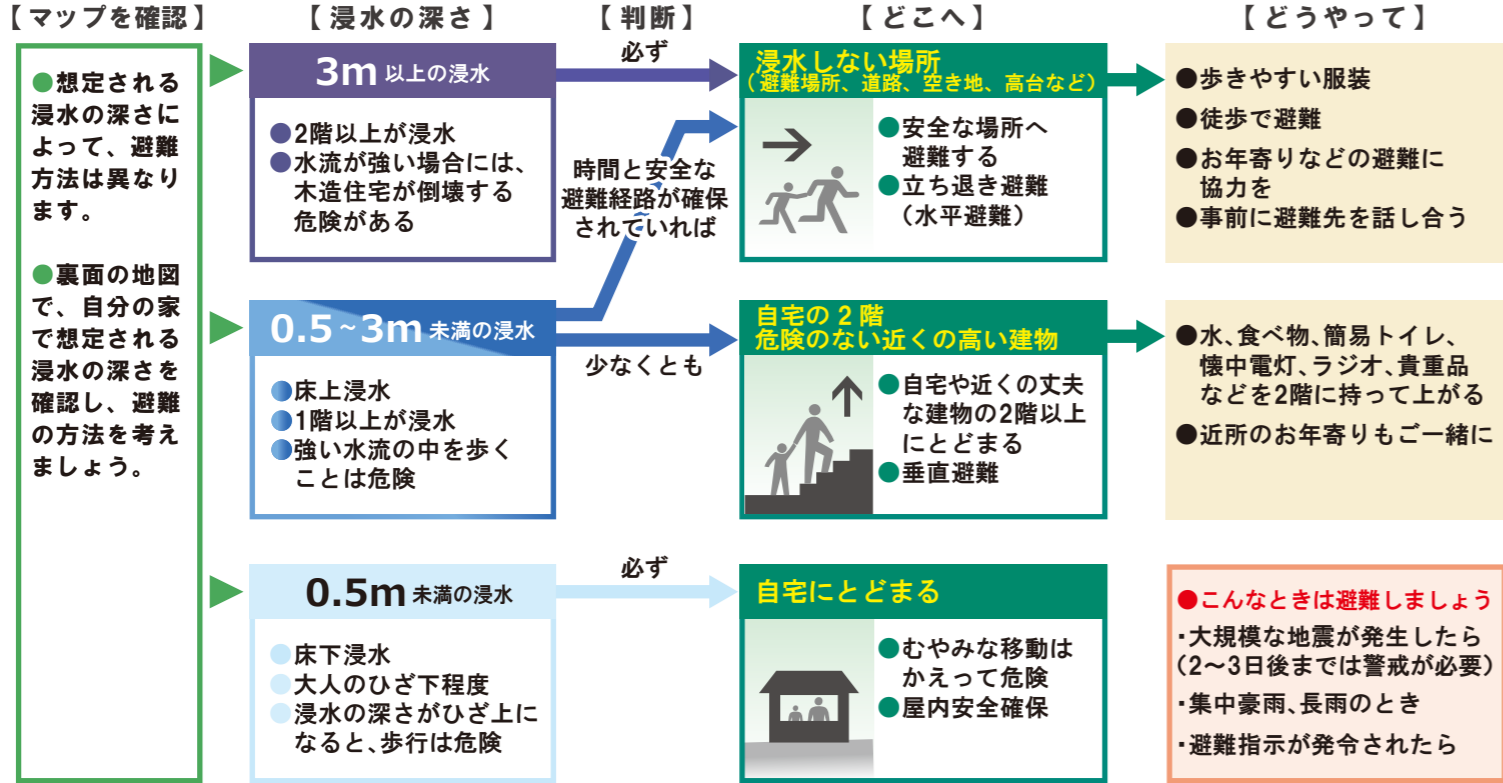 【マップを確認】
【浸水の深さ】
【判断】
【どこへ】
【どうやって】
●想定される
浸水の深さに
よって、避難
方法は異なり
ます。
●裏面の地図
で、自分の家
で想定される
浸水の深さを
確認し、避難
の方法を考え
ましょう。
3m 以上の浸水
●2階以上が浸水
●水流が強い場合には、
木造住宅が倒壊する
危険がある
必ず
浸水しない場所
(避難場所、道路、空き地、高台など)
●安全な場所へ
避難する
●立ち退き避難
(水平避難)
●歩きやすい服装
●徒歩で避難
●お年寄りなどの避難に
協力を
●事前に避難先を話し合う
時間と安全な
避難経路が確保
されていれば
0.5~3m 未満の浸水
●床上浸水
●1階以上が浸水
●強い水流の中を歩く
ことは危険
少なくとも
自宅の2階
危険のない近くの高い建物
●自宅や近くの丈夫
な建物の2階以上
にとどまる
●垂直避難
●水、食べ物、簡易トイレ、
懐中電灯、ラジオ、貴重品
などを2階に持って上がる
●近所のお年寄りもご一緒に
0.5m 未満の浸水
●床下浸水
●大人のひざ下程度
●浸水の深さがひざ上に
なると、歩行は危険
必ず
自宅にとどまる
●むやみな移動は
かえって危険
●屋内安全確保
●こんなときは避難しましょう
・大規模な地震が発生したら
(2〜3日後までは警戒が必要)
・集中豪雨、長雨のとき
・避難指示が発令されたら